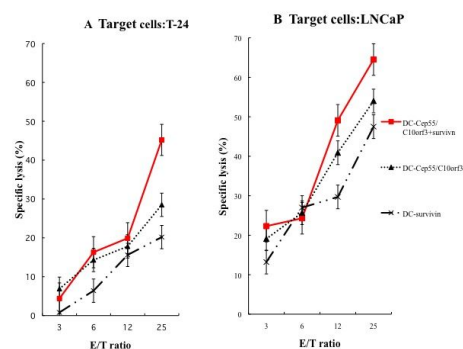 A Target cells:T-24
70
60
50
40
30
20
10
0
3 6 12 25
E/T ratio
Specific lysis (%)
B Target cells:LNCaP
70
60
50
40
30
20
10
0
3 6 12 25
E/T ratio
Specific lysis (%)
DC-Cep55/
C10orf3+survivn
DC-Cep55/C10orf3
DC-survivin